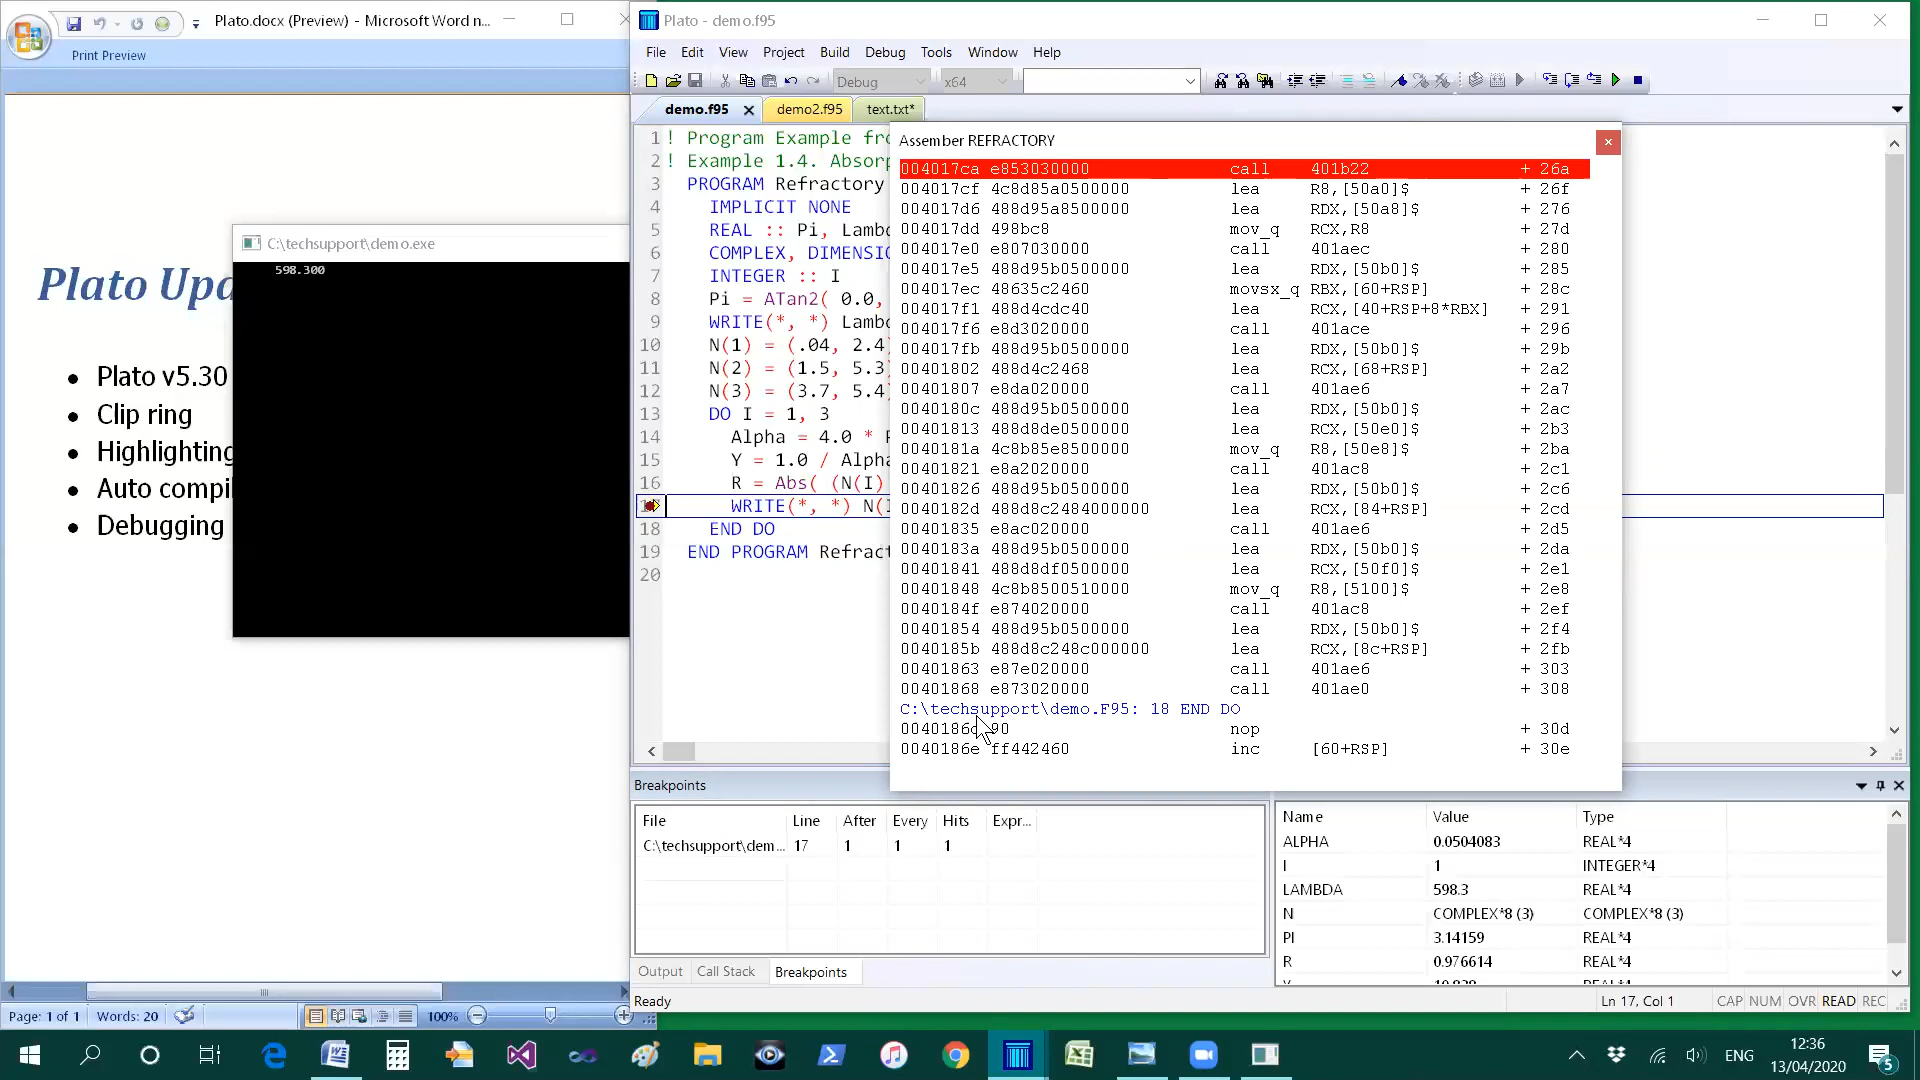 Plato.docx (Preview) - Microsoft Word n...
Print Preview
Plato Upd
Plato v5.30
Clip ring
Highlighting
Auto compil
Debugging
C:\techsupport\demo.exe
598.300
Page: 1 of 1
Words: 20
100%
Plato - demo.f95
File Edit View Project Build Debug Tools Window Help
Debug x64
demo.f95
demo2.f95
text.txt*
1 ! Program Example fro
2 ! Example 1.4. Absorp
3 PROGRAM Refractory
4 IMPLICIT NONE
5 REAL :: Pi, Lambd
6 COMPLEX, DIMENSIO
7 INTEGER :: I
8 Pi = ATan2( 0.0,
9 WRITE(*, *) Lambd
10 N(1) = (.04, 2.4)
11 N(2) = (1.5, 5.3)
12 N(3) = (3.7, 5.4)
13 DO I = 1, 3
14 Alpha = 4.0 * P
15 Y = 1.0 / Alpha
16 R = Abs( (N(I)
WRITE(*, *) N(I
18 END DO
19 END PROGRAM Refract
20
Assember REFRACTORY
004017ca e853030000 call 401b22 + 26a
004017cf 4c8d85a0500000 lea R8,[50a0]$ + 26f
004017d6 488d95a8500000 lea RDX,[50a8]$ + 276
004017dd 498bc8 mov_q RCX,R8 + 27d
004017e0 e807030000 call 401aec + 280
004017e5 488d95b0500000 lea RDX,[50b0]$ + 285
004017ec 48635c2460 movsx_q RBX,[60+RSP] + 28c
004017f1 488d4cdc40 lea RCX,[40+RSP+8*RBX] + 291
004017f6 e8d3020000 call 401ace + 296
004017fb 488d95b0500000 lea RDX,[50b0]$ + 29b
00401802 488d4c2468 lea RCX,[68+RSP] + 2a2
00401807 e8da020000 call 401ae6 + 2a7
0040180c 488d95b0500000 lea RDX,[50b0]$ + 2ac
00401813 488d8de0500000 lea RCX,[50e0]$ + 2b3
0040181a 4c8b85e8500000 mov_q R8,[50e8]$ + 2ba
00401821 e8a2020000 call 401ac8 + 2c1
00401826 488d95b0500000 lea RDX,[50b0]$ + 2c6
0040182d 488d8c2484000000 lea RCX,[84+RSP] + 2cd
00401835 e8ac020000 call 401ae6 + 2d5
0040183a 488d95b0500000 lea RDX,[50b0]$ + 2da
00401841 488d8df0500000 lea RCX,[50f0]$ + 2e1
00401848 4c8b8500510000 mov_q R8,[5100]$ + 2e8
0040184f e874020000 call 401ac8 + 2ef
00401854 488d95b0500000 lea RDX,[50b0]$ + 2f4
0040185b 488d8c248c000000 lea RCX,[8c+RSP] + 2fb
00401863 e87e020000 call 401ae6 + 303
00401868 e873020000 call 401ae0 + 308
C:\techsupport\demo.F95: 18 END DO
0040186d 90 nop + 30d
0040186e ff442460 inc [60+RSP] + 30e
Breakpoints
File Line After Every Hits Expr...
C:\techsupport\dem... 17 1 1 1
Output Call Stack Breakpoints
Name Value Type
ALPHA 0.0504083 REAL*4
I 1 INTEGER*4
LAMBDA 598.3 REAL*4
N COMPLEX*8 (3) COMPLEX*8 (3)
PI 3.14159 REAL*4
R 0.976614 REAL*4
Ready
Ln 17, Col 1
CAP NUM OVR READ REC
ENG
12:36
13/04/2020
5